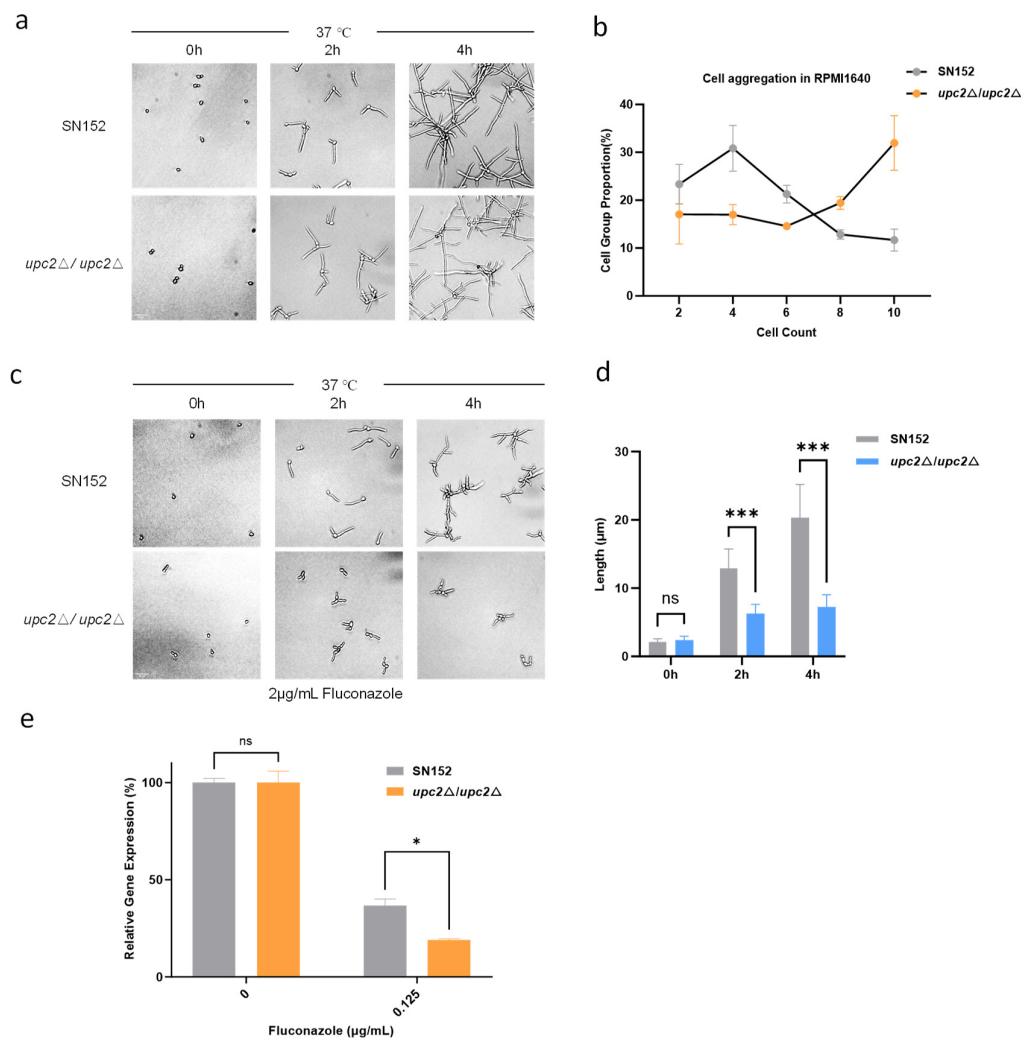 a
37 ℃
0h 2h 4h
SN152
upc2△/ upc2△
b
Cell aggregation in RPMI1640
SN152
upc2△/upc2△
Cell Group Proportion(%)
40
30
20
10
0
2 4 6 8 10
Cell Count
c
37 ℃
0h 2h 4h
SN152
upc2△/ upc2△
2μg/mL Fluconazole
d
SN152
upc2△/upc2△
Length (μm)
30
20
10
0
ns
***
***
0h 2h 4h
e
SN152
upc2△/upc2△
Relative Gene Expression (%)
100
50
0
ns
*
0 0.125
Fluconazole (μg/mL)